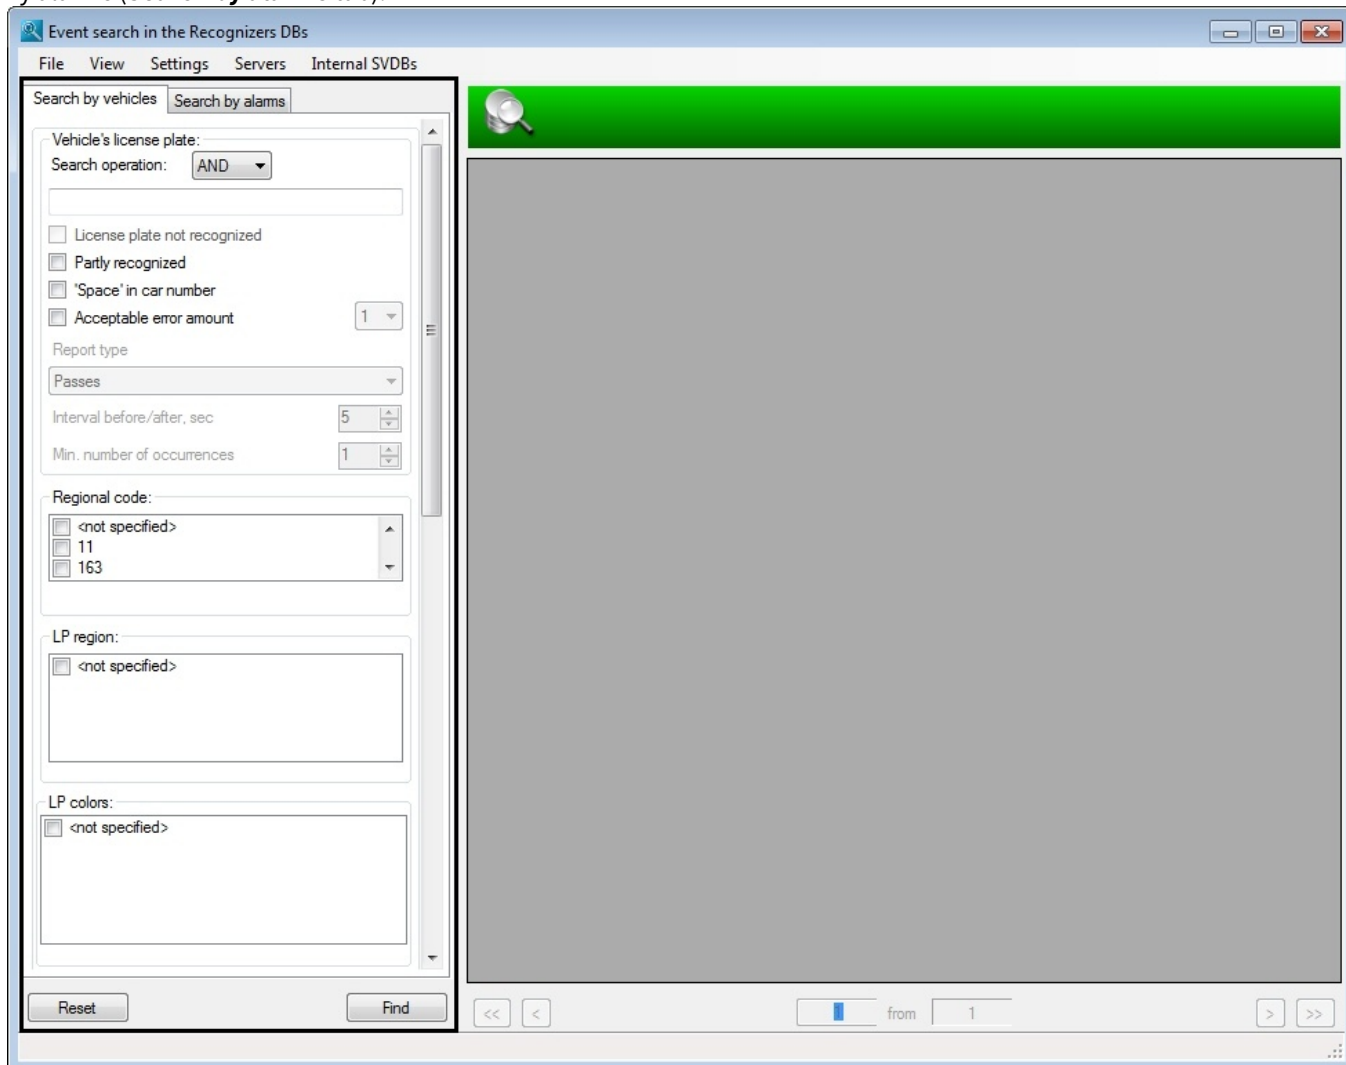 Event search in the Recognizers DBs
File View Settings Servers Internal SVDBs
Search by vehicles Search by alarms
Vehicle's license plate:
Search operation: AND
License plate not recognized
Partly recognized
'Space' in car number
Acceptable error amount 1
Report type
Passes
Interval before/after, sec 5
Min. number of occurrences 1
Regional code:
<not specified>
11
163
LP region:
<not specified>
LP colors:
<not specified>
Reset Find
<< < 1 from 1 > >>